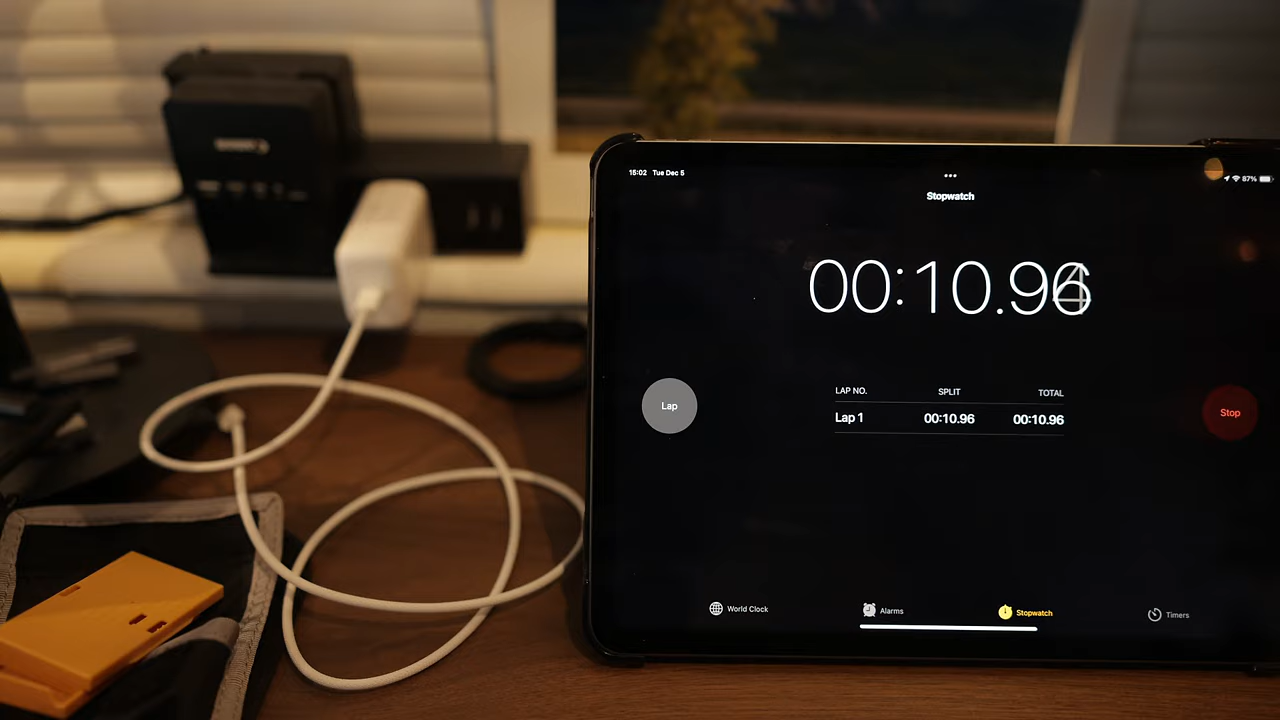 15:02 Tue Dec 5
87%
Stopwatch
00:10.96
Lap
LAP NO. SPLIT TOTAL
Lap 1 00:10.96 00:10.96
Stop
World Clock Alarms Stopwatch Timers